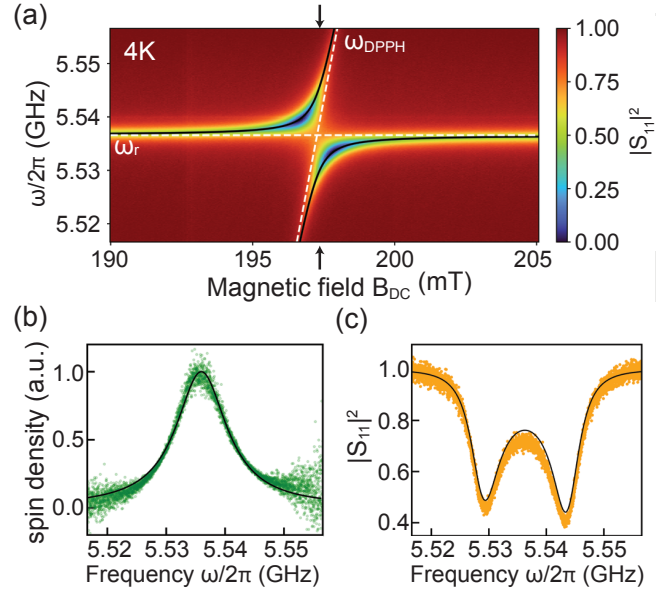 (a)
4K
ω_DPPH
ω_r
ω/2π (GHz)
5.55
5.54
5.53
5.52
190
195
200
205
Magnetic field B_DC (mT)
1.00
0.75
0.50
0.25
0.00
|S₁₁|²
(b)
spin density (a.u.)
1.0
0.5
0.0
5.52
5.53
5.54
5.55
Frequency ω/2π (GHz)
(c)
|S₁₁|²
1.0
0.8
0.6
0.4
5.52
5.53
5.54
5.55
Frequency ω/2π (GHz)